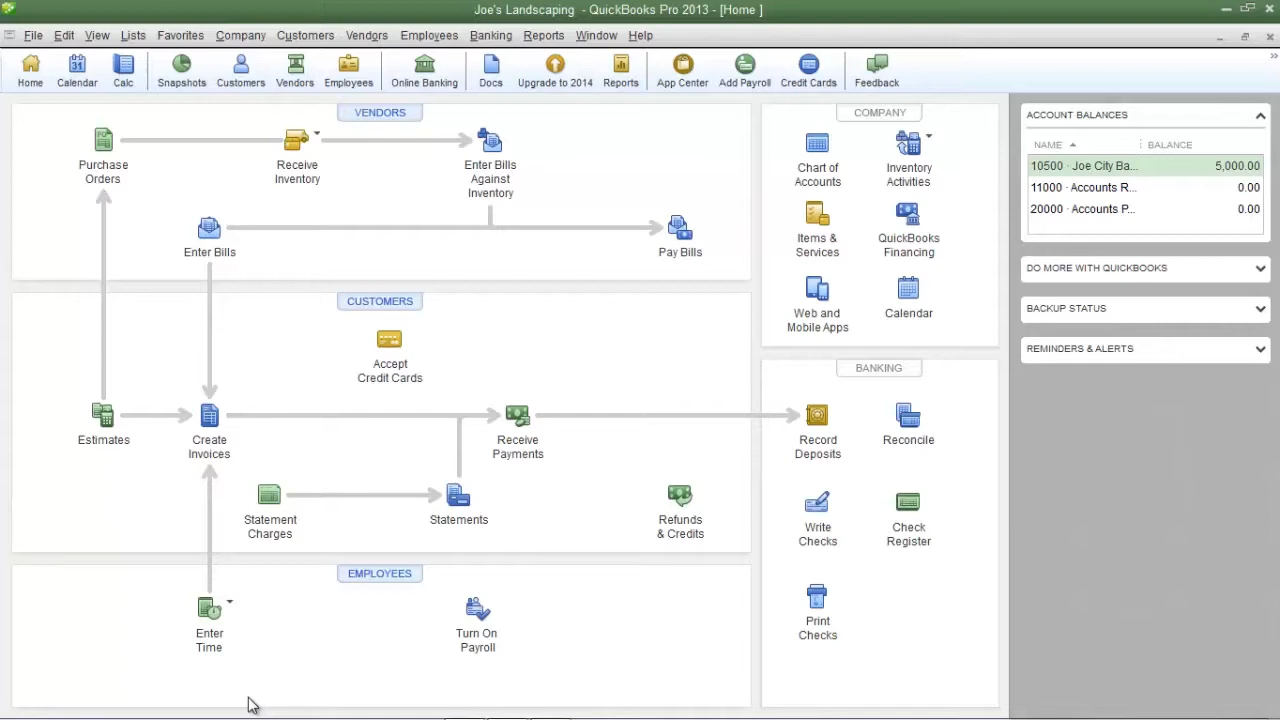 Joe's Landscaping - QuickBooks Pro 2013 - [Home ]
File Edit View Lists Favorites Company Customers Vendors Employees Banking Reports Window Help
31
Home Calendar Calc Snapshots Customers Vendors Employees Online Banking Docs Upgrade to 2014 Reports App Center Add Payroll Credit Cards Feedback
VENDORS
Purchase
Orders
Receive
Inventory
Enter Bills
Against
Inventory
Enter Bills
Pay Bills
CUSTOMERS
Accept
Credit Cards
Estimates
Create
Invoices
Receive
Payments
Statement
Charges
Statements
Refunds
& Credits
EMPLOYEES
Enter
Time
Turn On
Payroll
COMPANY
Chart of
Accounts
Inventory
Activities
Items &
Services
QuickBooks
Financing
Web and
Mobile Apps
Calendar
BANKING
Record
Deposits
Reconcile
Write
Checks
Check
Register
Print
Checks
ACCOUNT BALANCES
NAME BALANCE
10500 · Joe City Ba... 5,000.00
11000 · Accounts R... 0.00
20000 · Accounts P... 0.00
DO MORE WITH QUICKBOOKS
BACKUP STATUS
REMINDERS & ALERTS